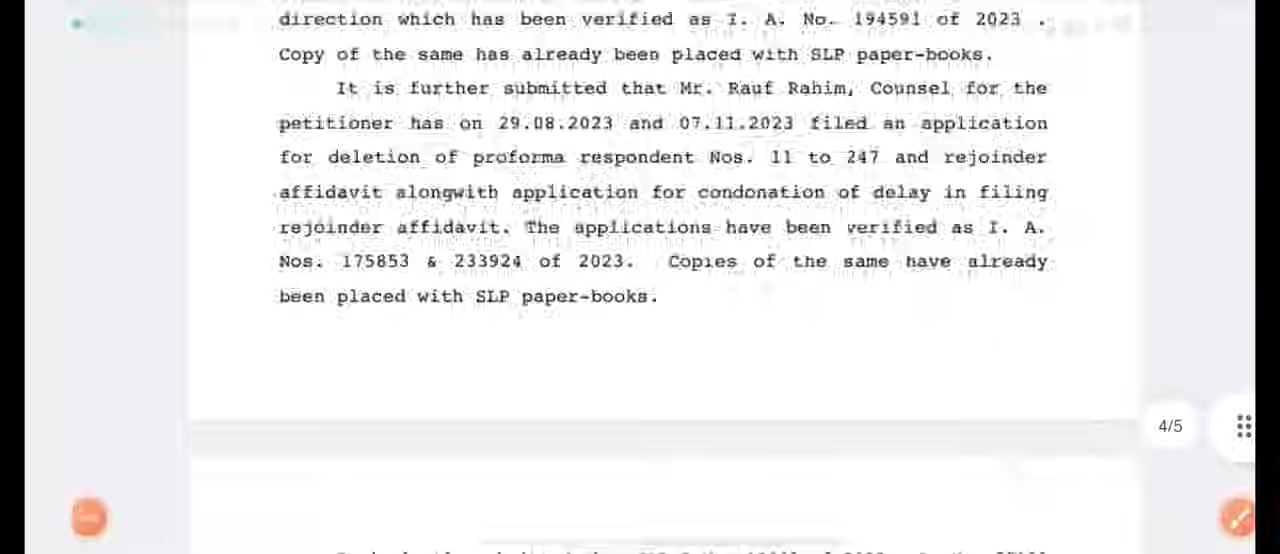 direction which has been verified as I. A. No. 194591 of 2023 .
Copy of the same has already been placed with SLP paper-books.
It is further submitted that Mr. Rauf Rahim, Counsel for the
petitioner has on 29.08.2023 and 07.11.2023 filed an application
for deletion of proforma respondent Nos. 11 to 247 and rejoinder
affidavit alongwith application for condonation of delay in filing
rejoinder affidavit. The applications have been verified as I. A.
Nos. 175853 & 233924 of 2023. Copies of the same have already
been placed with SLP paper-books.
4/5